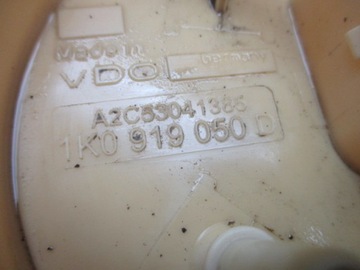 Made in
VDO Germany
A2C53041385
1K0 919 050 D